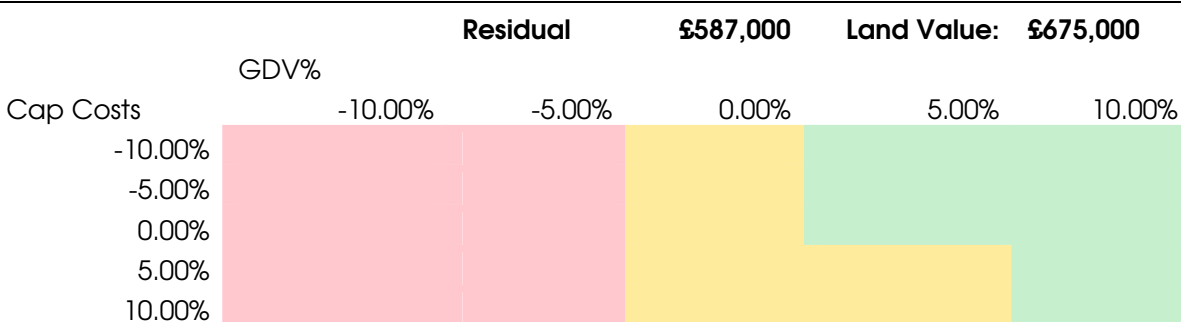 Residual £587,000 Land Value: £675,000
GDV%
Cap Costs -10.00% -5.00% 0.00% 5.00% 10.00%
-10.00%
-5.00%
0.00%
5.00%
10.00%